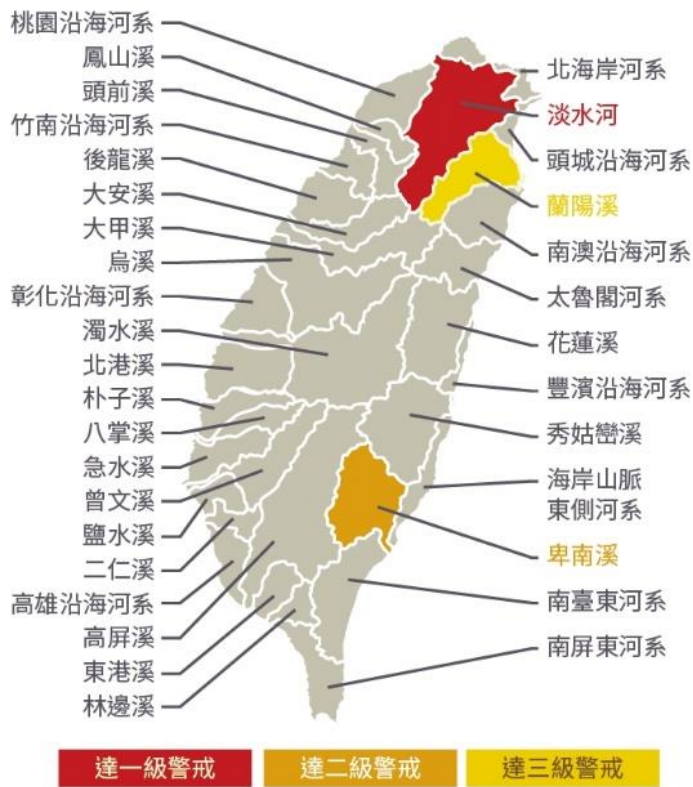 桃園沿海河系
鳳山溪
頭前溪
竹南沿海河系
後龍溪
大安溪
大甲溪
烏溪
彰化沿海河系
濁水溪
北港溪
朴子溪
八掌溪
急水溪
曾文溪
鹽水溪
二仁溪
高雄沿海河系
高屏溪
東港溪
林邊溪
北海岸河系
淡水河
頭城沿海河系
蘭陽溪
南澳沿海河系
太魯閣河系
花蓮溪
豐濱沿海河系
秀姑巒溪
海岸山脈
東側河系
卑南溪
南臺東河系
南屏東河系
達一級警戒
達二級警戒
達三級警戒